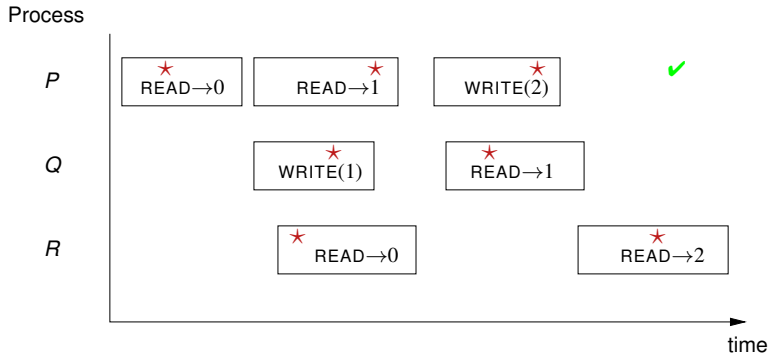 Process
P READ→0 READ→1 WRITE(2) ✔
Q WRITE(1) READ→1
R READ→0 READ→2
time